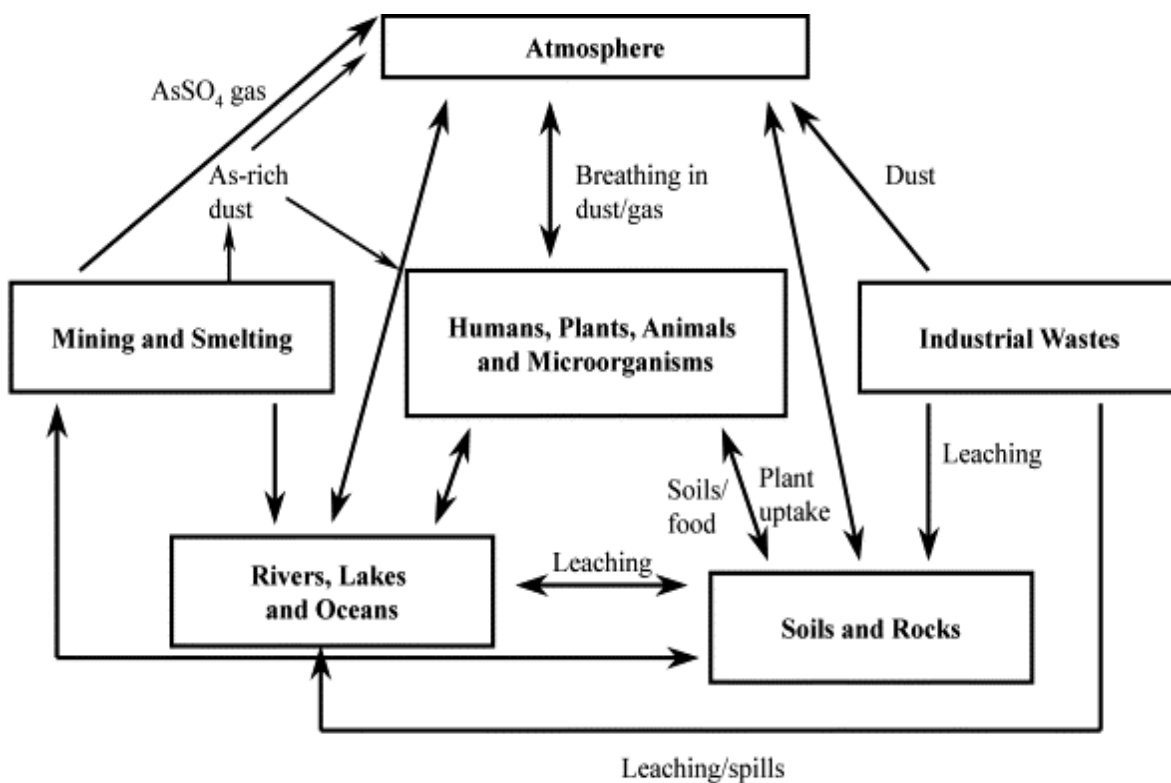 Atmosphere
AsSO₄ gas
As-rich
dust
Breathing in
dust/gas
Dust
Mining and Smelting
Humans, Plants, Animals
and Microorganisms
Industrial Wastes
Leaching
Soils/
food
Plant
uptake
Rivers, Lakes
and Oceans
Leaching
Soils and Rocks
Leaching/spills